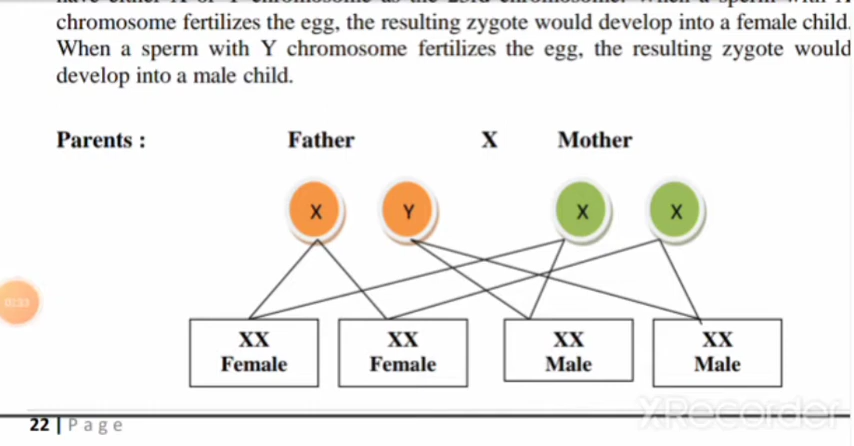 chromosome fertilizes the egg, the resulting zygote would develop into a female child.
When a sperm with Y chromosome fertilizes the egg, the resulting zygote would
develop into a male child.
Parents : Father X Mother
X Y X X
XX XX XX XX
Female Female Male Male
22 | Page
XRecorder